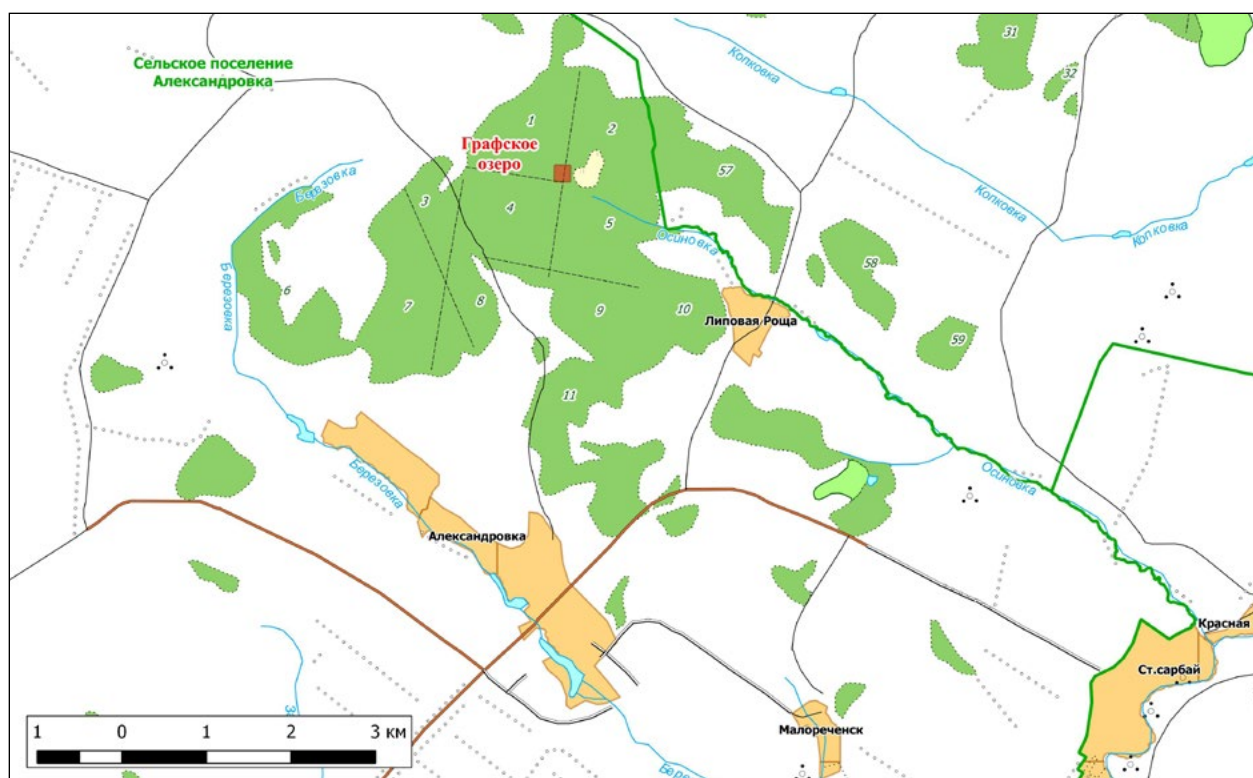 31
32
Копковка
Сельское поселение
Александровка
1
2
Графское
озеро
57
Березовка
3
4
5
Копковка
Копковка
Осиновка
Березовка
6
7
8
9
10
58
Липовая Роща
59
11
Березовка
Осиновка
Александровка
Красная
Ст.сарбай
Малореченск
1 0 1 2 3 км